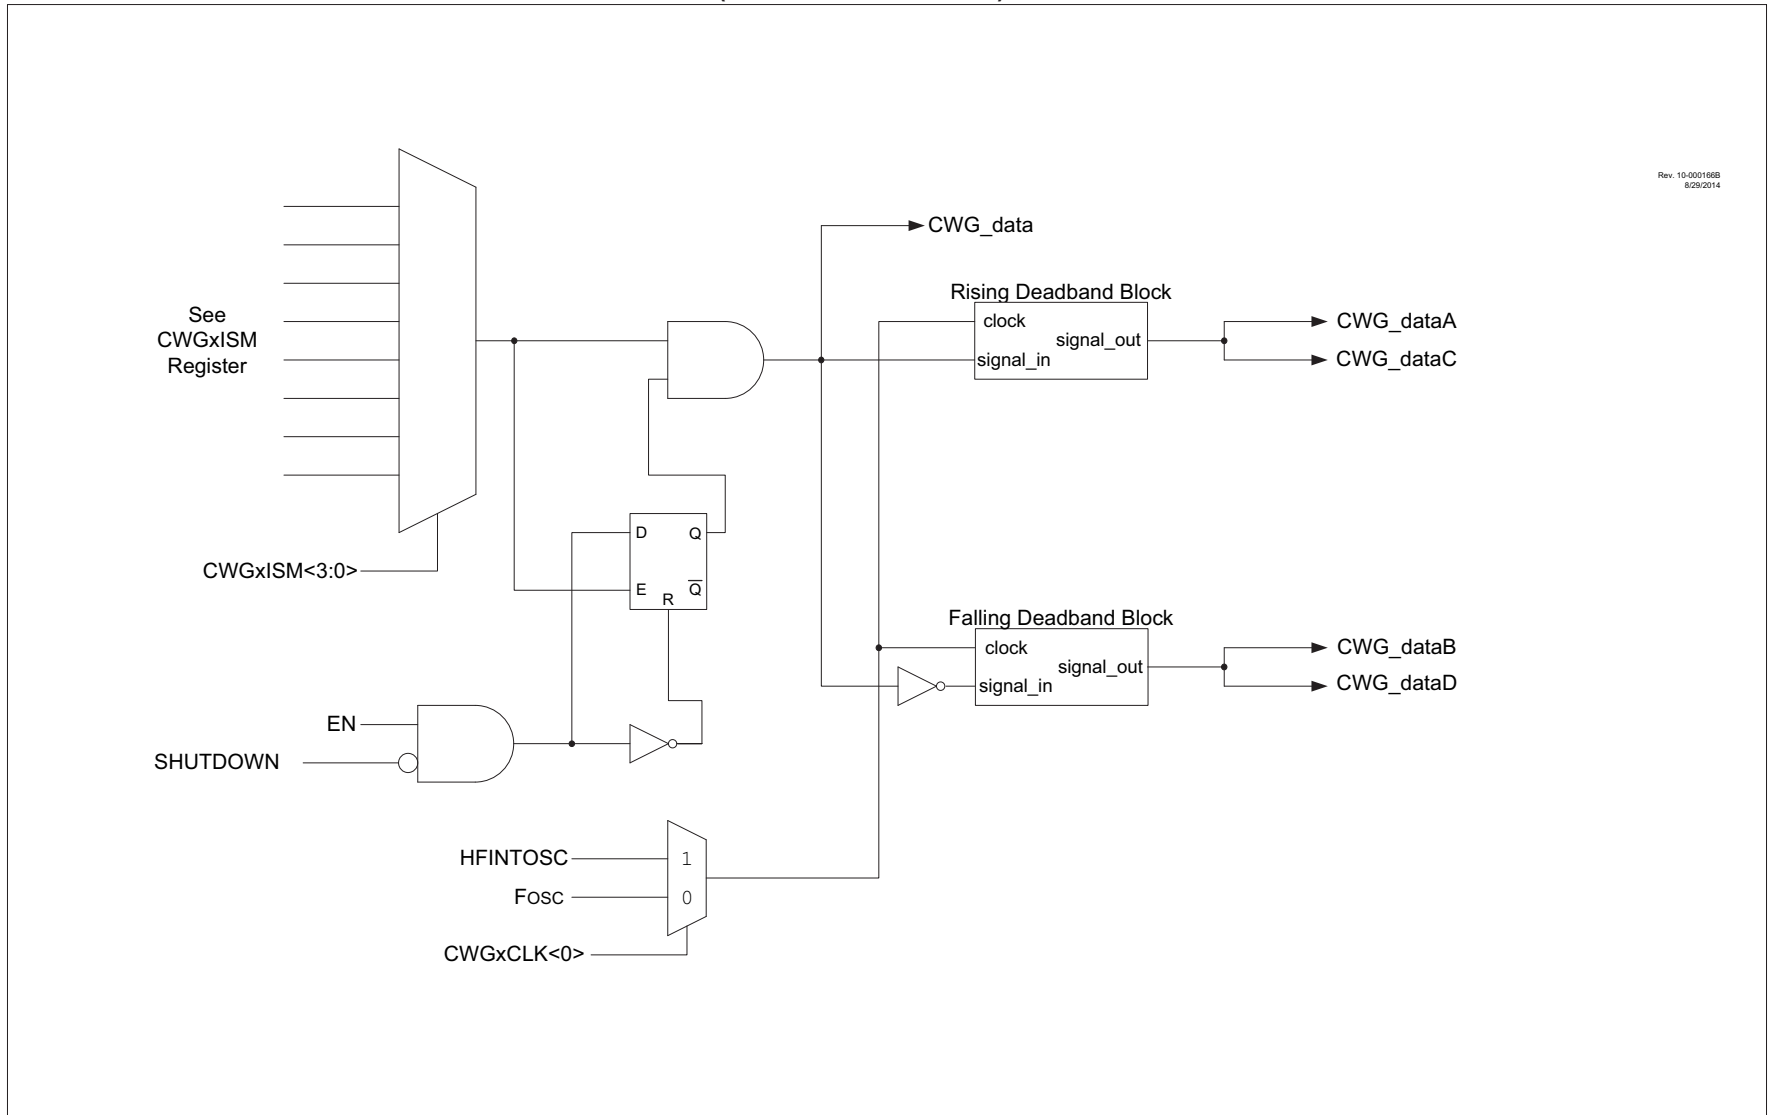 Rev. 10-000166B
8/29/2014
CWG_data
Rising Deadband Block
clock
signal_out
signal_in
CWG_dataA
CWG_dataC
See
CWGxISM
Register
D
Q
E
Q
R
CWGxISM<3:0>
Falling Deadband Block
clock
signal_out
signal_in
CWG_dataB
CWG_dataD
EN
SHUTDOWN
HFINTOSC
1
FOSC
0
CWGxCLK<0>